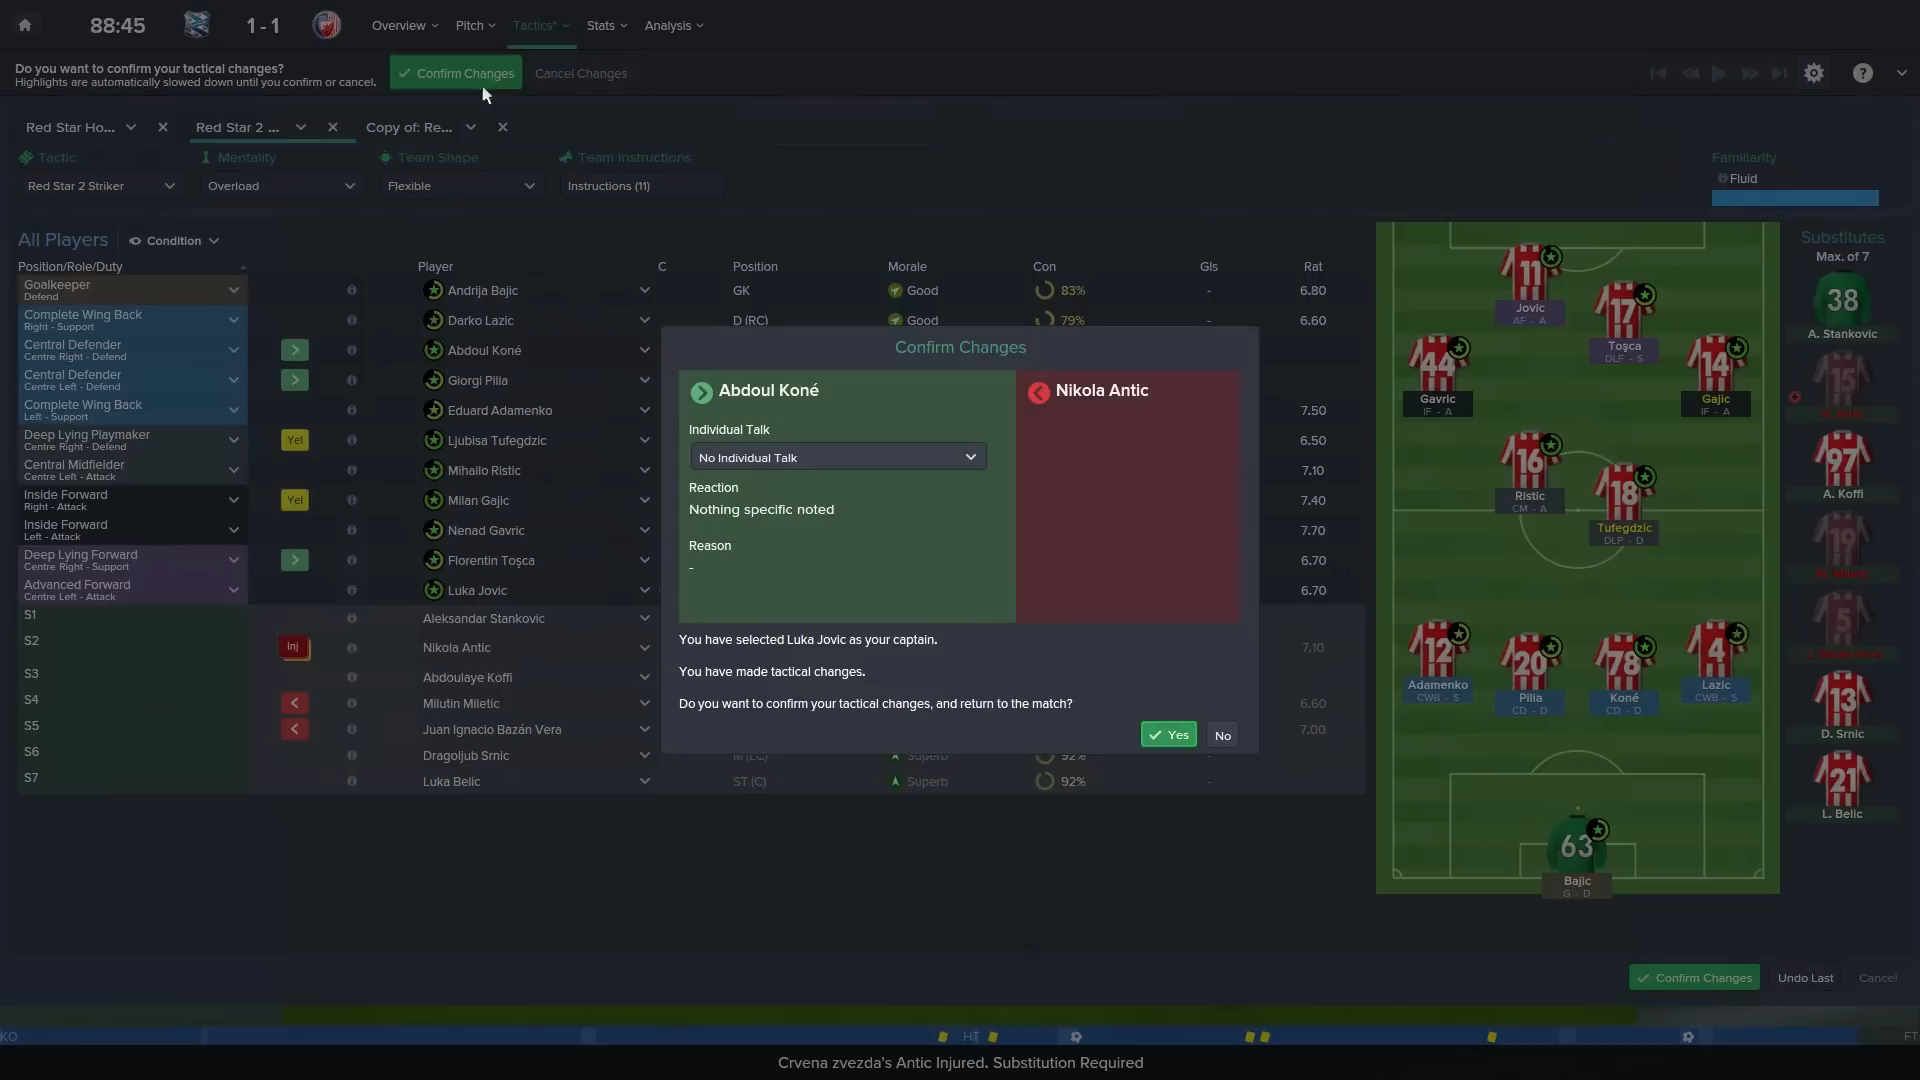 88:45
1 - 1
Overview
Pitch
Tactics*
Stats
Analysis
Do you want to confirm your tactical changes?
Highlights are automatically slowed down until you confirm or cancel.
Confirm Changes
Cancel Changes
?
Red Star Ho...
Red Star 2 ...
Copy of: Re...
Tactic
Mentality
Team Shape
Team Instructions
Red Star 2 Striker
Overload
Flexible
Instructions (11)
Familiarity
Fluid
All Players
Condition
Position/Role/Duty
Player
C
Position
Morale
Con
Gls
Rat
Goalkeeper
Defend
Andrija Bajic
GK
Good
83%
-
6.80
Complete Wing Back
Right - Support
Darko Lazic
D (RC)
Good
79%
-
6.60
Central Defender
Centre Right - Defend
Abdoul Koné
Central Defender
Centre Left - Defend
Giorgi Pilia
Complete Wing Back
Left - Support
Eduard Adamenko
7.50
Deep Lying Playmaker
Centre Right - Defend
Yel
Ljubisa Tufegdzic
6.50
Central Midfielder
Centre Left - Attack
Mihailo Ristic
7.10
Inside Forward
Right - Attack
Yel
Milan Gajic
7.40
Inside Forward
Left - Attack
Nenad Gavric
7.70
Deep Lying Forward
Centre Right - Support
Florentin Toşca
6.70
Advanced Forward
Centre Left - Attack
Luka Jovic
6.70
S1
Aleksandar Stankovic
S2
Inj
Nikola Antic
7.10
S3
Abdoulaye Koffi
S4
Milutin Miletic
6.60
S5
Juan Ignacio Bazán Vera
7.00
S6
Dragoljub Srnic
M (LC)
Superb
92%
S7
Luka Belic
ST (C)
Superb
92%
-
Confirm Changes
Abdoul Koné
Nikola Antic
Individual Talk
No Individual Talk
Reaction
Nothing specific noted
Reason
-
You have selected Luka Jovic as your captain.
You have made tactical changes.
Do you want to confirm your tactical changes, and return to the match?
Yes
No
11
Jovic
AF - A
17
Toşca
DLF - S
44
Gavric
IF - A
14
Gajic
IF - A
16
Ristic
CM - A
18
Tufegdzic
DLP - D
12
Adamenko
CWB - S
20
Pilia
CD - D
78
Koné
CD - D
4
Lazic
CWB - S
63
Bajic
G - D
Substitutes
Max. of 7
38
A. Stankovic
15
97
A. Koffi
19
5
13
D. Srnic
21
L. Belic
Confirm Changes
Undo Last
Cancel
KO
HT
FT
Crvena zvezda's Antic Injured. Substitution Required